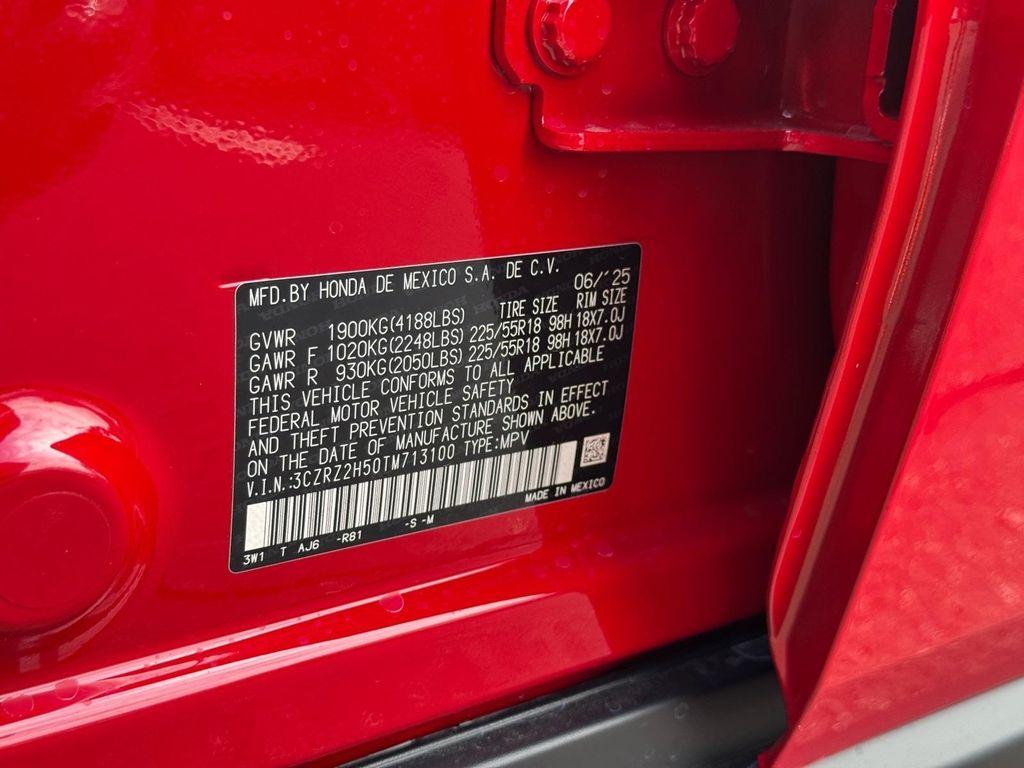 MFD.BY HONDA DE MEXICO S.A. DE C.V. 06/'25
TIRE SIZE RIM SIZE
GVWR 1900KG(4188LBS)
GAWR F 1020KG(2248LBS) 225/55R18 98H 18X7.0J
GAWR R 930KG(2050LBS) 225/55R18 98H 18X7.0J
THIS VEHICLE CONFORMS TO ALL APPLICABLE
FEDERAL MOTOR VEHICLE SAFETY
AND THEFT PREVENTION STANDARDS IN EFFECT
ON THE DATE OF MANUFACTURE SHOWN ABOVE.
V.I.N.:3CZRZ2H50TM713100 TYPE:MPV
MADE IN MEXICO
3W1 T AJ6 -R81 -S -M